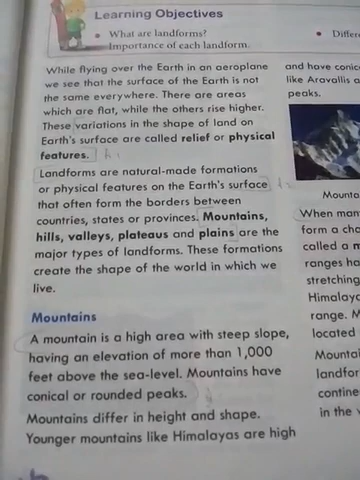 Learning Objectives
• What are landforms?
Importance of each landform.
While flying over the Earth in an aeroplane
we see that the surface of the Earth is not
the same everywhere. There are areas
which are flat, while the others rise higher.
These variations in the shape of land on
Earth's surface are called relief or physical
features.
Landforms are natural-made formations
or physical features on the Earth's surface
that often form the borders between
countries, states or provinces. Mountains,
hills, valleys, plateaus and plains are the
major types of landforms. These formations
create the shape of the world in which we
live.
Mountains
A mountain is a high area with steep slope,
having an elevation of more than 1,000
feet above the sea-level. Mountains have
conical or rounded peaks.
Mountains differ in height and shape.
Younger mountains like Himalayas are high
•
and have conic
like Aravallis a
peaks.
Mounta
When man
form a cha
called a m
ranges ha
stretching
Himalay
range. M
located
Mountai
landfor
contine
in the